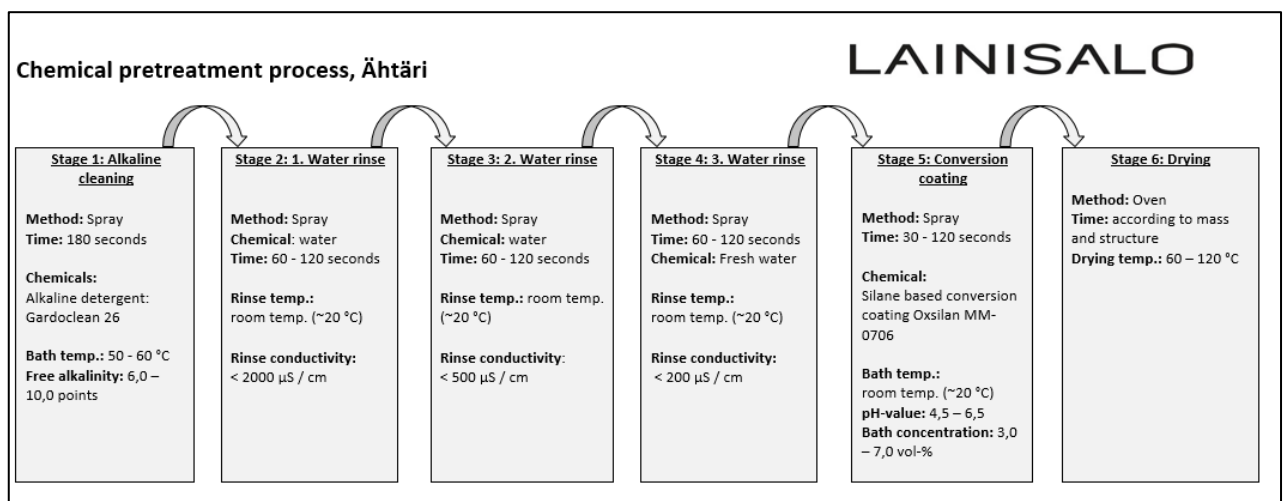 Chemical pretreatment process, Ähtäri
LAINISALO
Stage 1: Alkaline
cleaning
Method: Spray
Time: 180 seconds
Chemicals:
Alkaline detergent:
Gardoclean 26
Bath temp.: 50 - 60 °C
Free alkalinity: 6,0 –
10,0 points
Stage 2: 1. Water rinse
Method: Spray
Chemical: water
Time: 60 - 120 seconds
Rinse temp.:
room temp. (~20 °C)
Rinse conductivity:
< 2000 µS / cm
Stage 3: 2. Water rinse
Method: Spray
Chemical: water
Time: 60 - 120 seconds
Rinse temp.: room temp.
(~20 °C)
Rinse conductivity:
< 500 µS / cm
Stage 4: 3. Water rinse
Method: Spray
Time: 60 - 120 seconds
Chemical: Fresh water
Rinse temp.:
room temp. (~20 °C)
Rinse conductivity:
< 200 µS / cm
Stage 5: Conversion
coating
Method: Spray
Time: 30 - 120 seconds
Chemical:
Silane based conversion
coating Oxsilan MM-
0706
Bath temp.:
room temp. (~20 °C)
pH-value: 4,5 – 6,5
Bath concentration: 3,0
– 7,0 vol-%
Stage 6: Drying
Method: Oven
Time: according to mass
and structure
Drying temp.: 60 – 120 °C